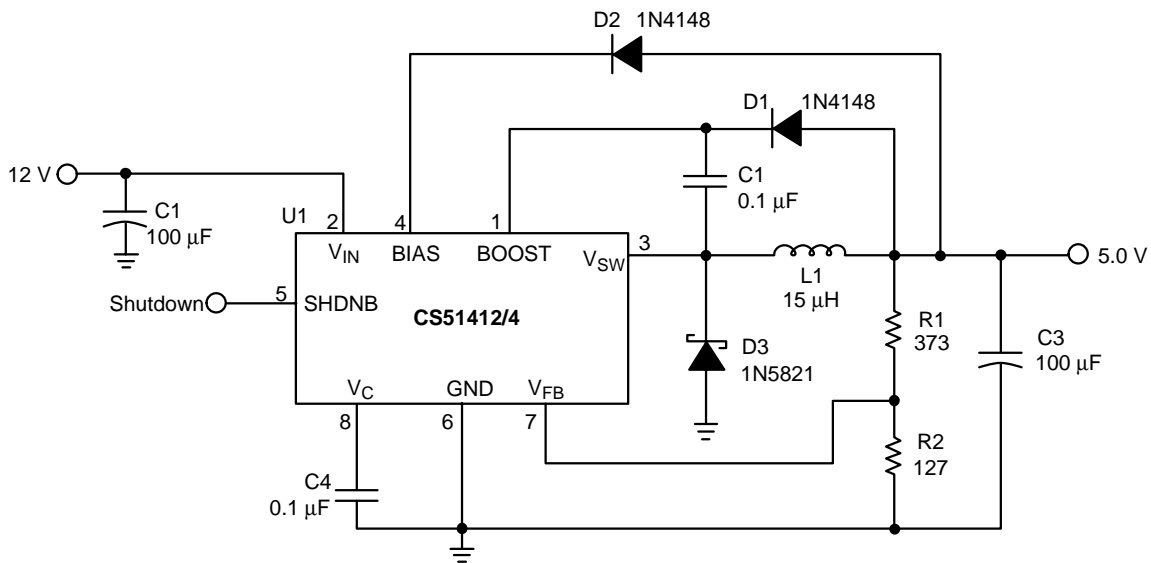 D2 1N4148
D1 1N4148
12 V
C1
100 μF
C1
0.1 μF
U1
2
4
1
3
V_IN
BIAS
BOOST
V_SW
L1
15 μH
5.0 V
Shutdown
5
SHDNB
CS51412/4
D3
1N5821
R1
373
C3
100 μF
V_C
GND
V_FB
8
6
7
R2
127
C4
0.1 μF